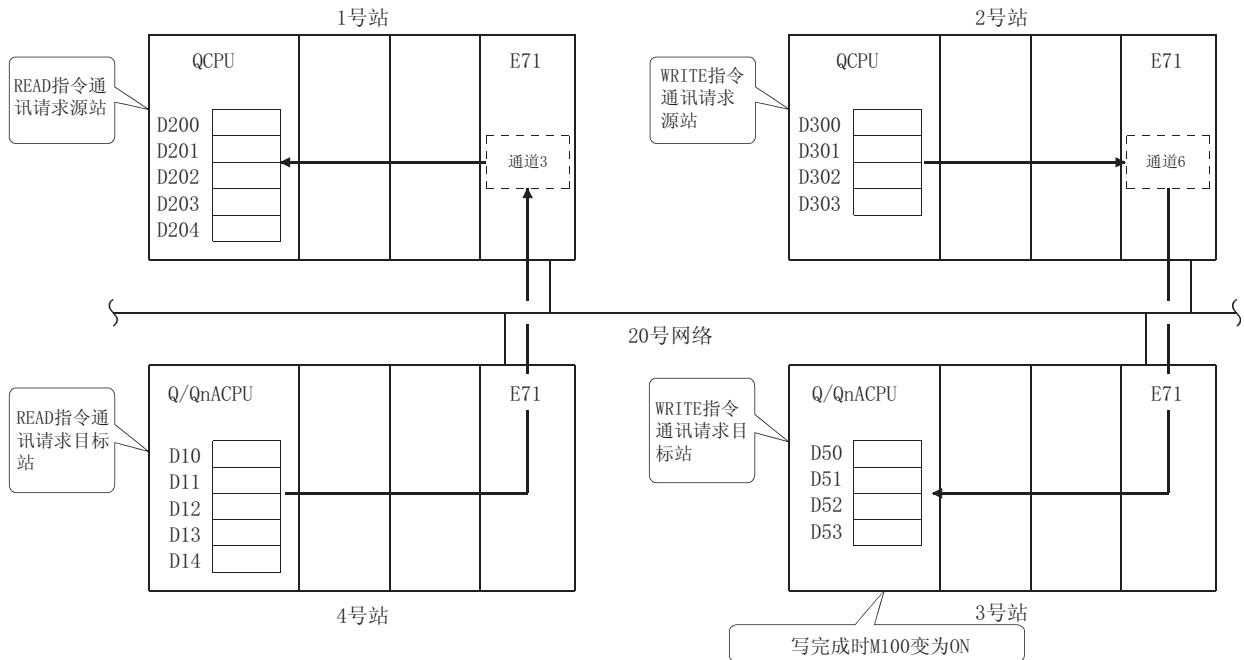 1号站
QCPU
E71
READ指令通
讯请求源站
D200
D201
D202
D203
D204
通道3
2号站
QCPU
E71
WRITE指令
通讯请求
源站
D300
D301
D302
D303
通道6
20号网络
Q/QnACPU
E71
READ指令通
讯请求目标
站
D10
D11
D12
D13
D14
4号站
Q/QnACPU
E71
WRITE指令
通讯请求目
标站
D50
D51
D52
D53
3号站
写完成时M100变为ON